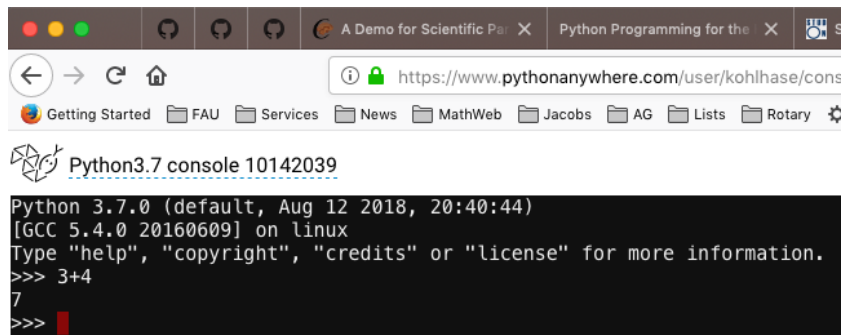 A Demo for Scientific Par
Python Programming for the
S
https://www.pythonanywhere.com/user/kohlhase/cons
Getting Started FAU Services News MathWeb Jacobs AG Lists Rotary
Python3.7 console 10142039
Python 3.7.0 (default, Aug 12 2018, 20:40:44)
[GCC 5.4.0 20160609] on linux
Type "help", "copyright", "credits" or "license" for more information.
>>> 3+4
7
>>>